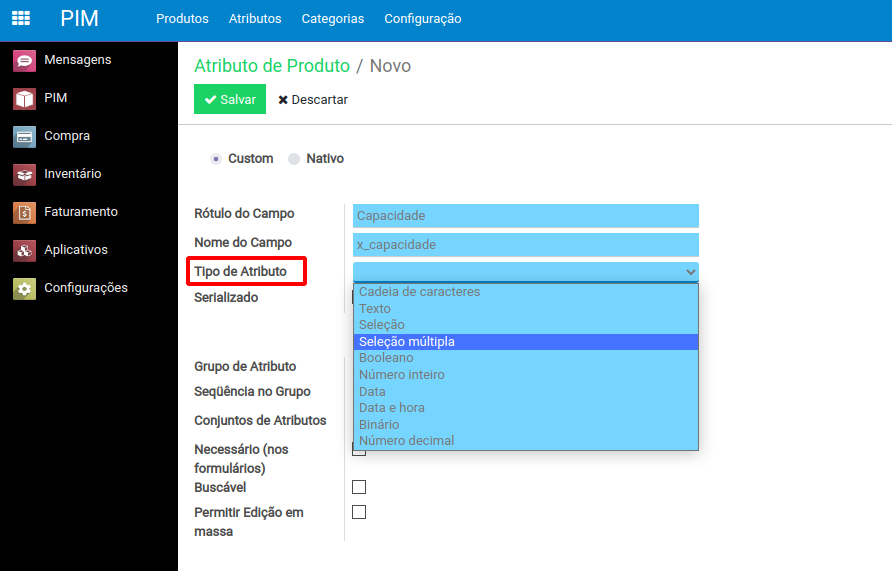 PIM Produtos Atributos Categorias Configuração
Mensagens
PIM
Compra
Inventário
Faturamento
Aplicativos
Configurações
Atributo de Produto / Novo
Salvar Descartar
Custom Nativo
Rótulo do Campo Capacidade
Nome do Campo x_capacidade
Tipo de Atributo
Serializado
Cadeia de caracteres
Texto
Seleção
Seleção múltipla
Booleano
Número inteiro
Data
Data e hora
Binário
Número decimal
Grupo de Atributo
Seqüência no Grupo
Conjuntos de Atributos
Necessário (nos
formulários)
Buscável
Permitir Edição em
massa